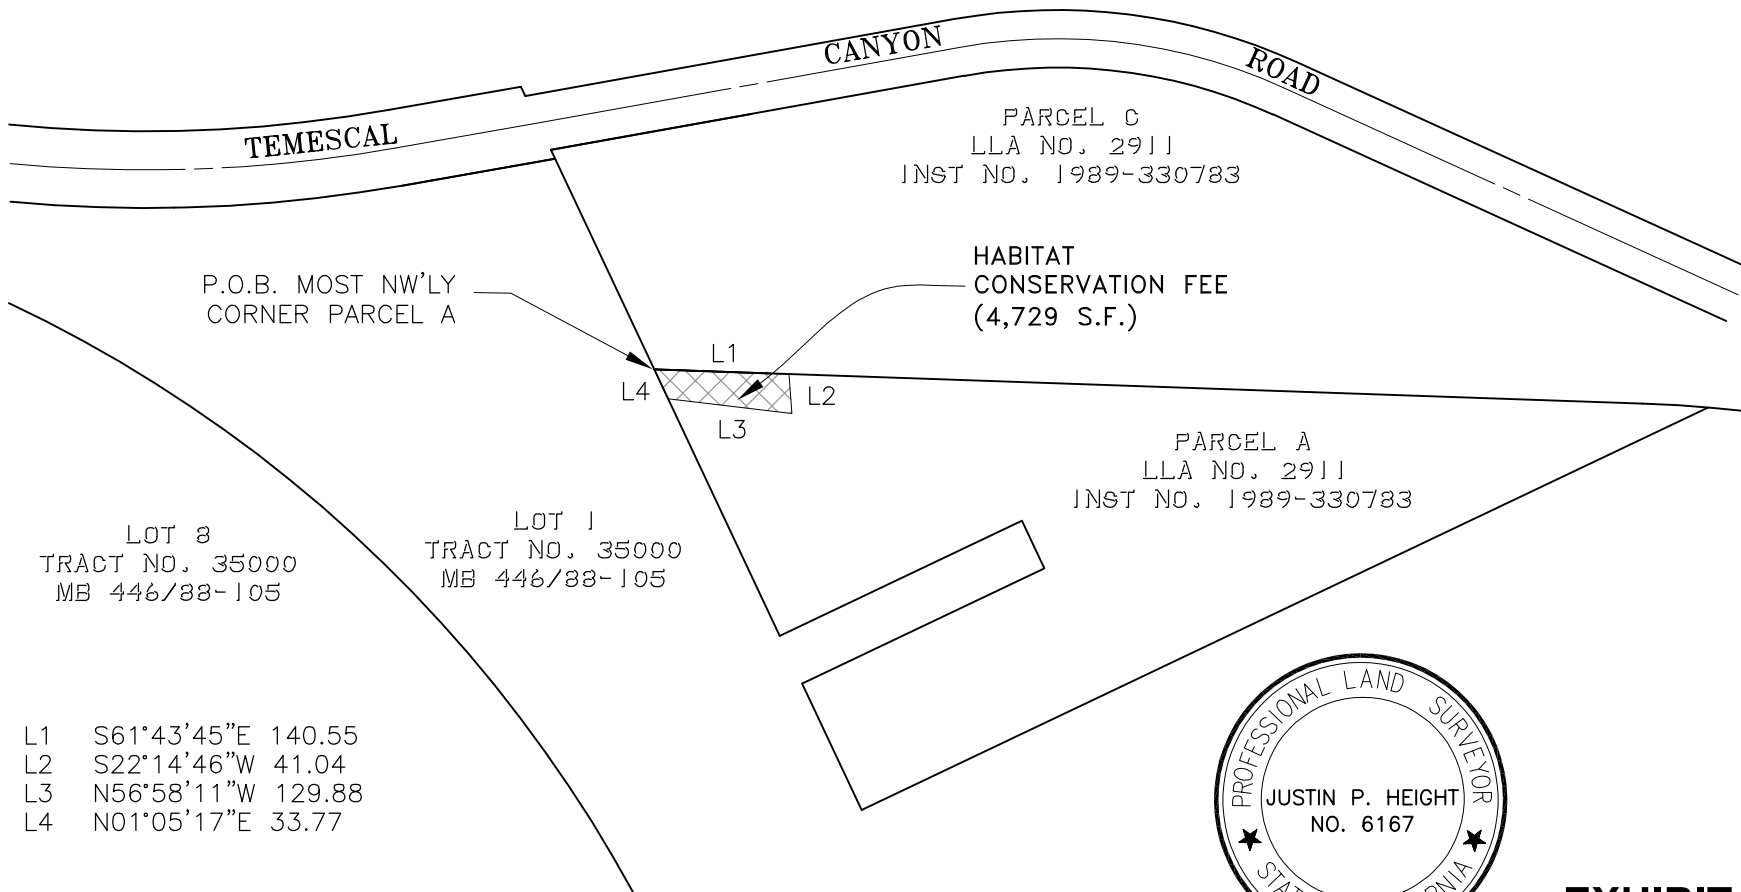 TEMESCAL
CANYON
ROAD
PARCEL C
LLA NO. 2911
INST NO. 1989-330783
P.O.B. MOST NW'LY
CORNER PARCEL A
HABITAT
CONSERVATION FEE
(4,729 S.F.)
L1
L4
L2
L3
PARCEL A
LLA NO. 2911
INST NO. 1989-330783
LOT 8
TRACT NO. 35000
MB 446/88-105
LOT 1
TRACT NO. 35000
MB 446/88-105
L1 S61°43'45"E 140.55
L2 S22°14'46"W 41.04
L3 N56°58'11"W 129.88
L4 N01°05'17"E 33.77
PROFESSIONAL LAND SURVEYOR
JUSTIN P. HEIGHT
NO. 6167